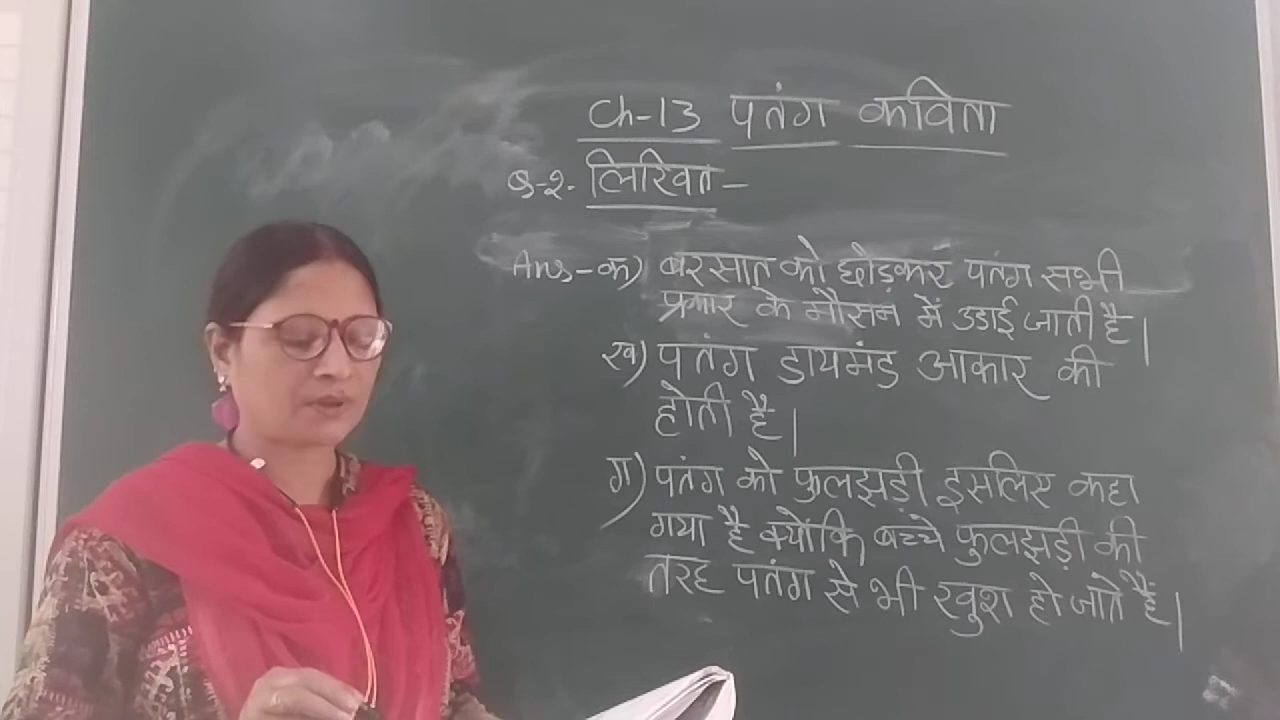 Ch-13 पतंग कविता
लिखित -
Ans - क) बरसात को छोड़कर पतंग सभी
प्रकार के मौसम में उडाई जाती है।
ख) पतंग डायमंड आकार की
होती है।
ग) पतंग को फुलझड़ी इसलिए कहा
गया है क्योंकि बच्चे फुलझड़ी की
तरह पतंग से भी खुश हो जाते हैं।